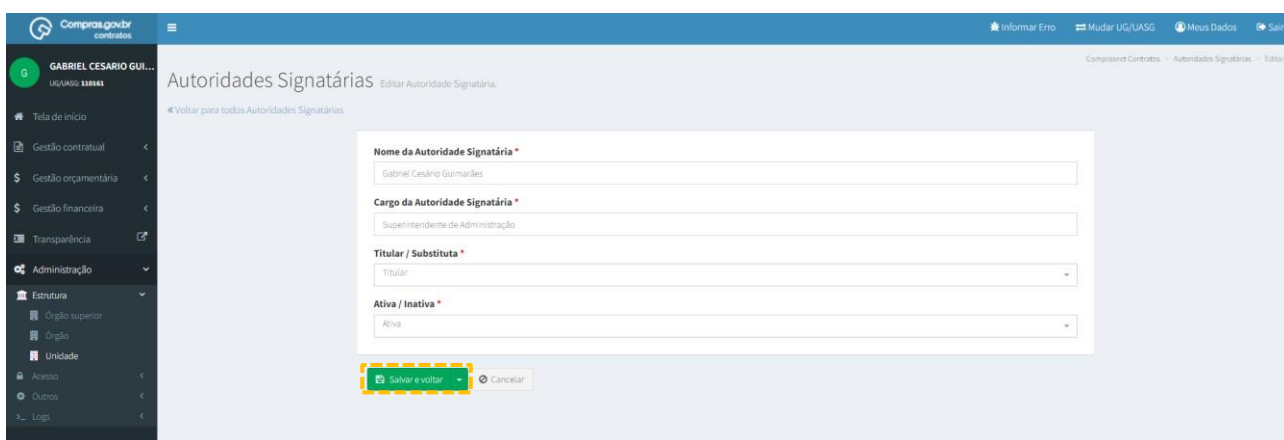 Compras.gov.br
contratos
Informar Erro
Mudar UG/UASG
Meus Dados
Sair
G
GABRIEL CESARIO GUI...
UG/UASG: 110161
Tela de início
Gestão contratual
Gestão orçamentária
Gestão financeira
Transparência
Administração
Estrutura
Órgão superior
Órgão
Unidade
Acesso
Outros
Logs
Comprasnet Contratos > Autoridades Signatárias > Editar
Autoridades Signatárias Editar Autoridade Signatária.
Voltar para todos Autoridades Signatárias
Nome da Autoridade Signatária *
Gabriel Cesário Guimarães
Cargo da Autoridade Signatária *
Superintendente de Administração
Titular / Substituta *
Titular
Ativa / Inativa *
Ativa
Salvar e voltar
Cancelar